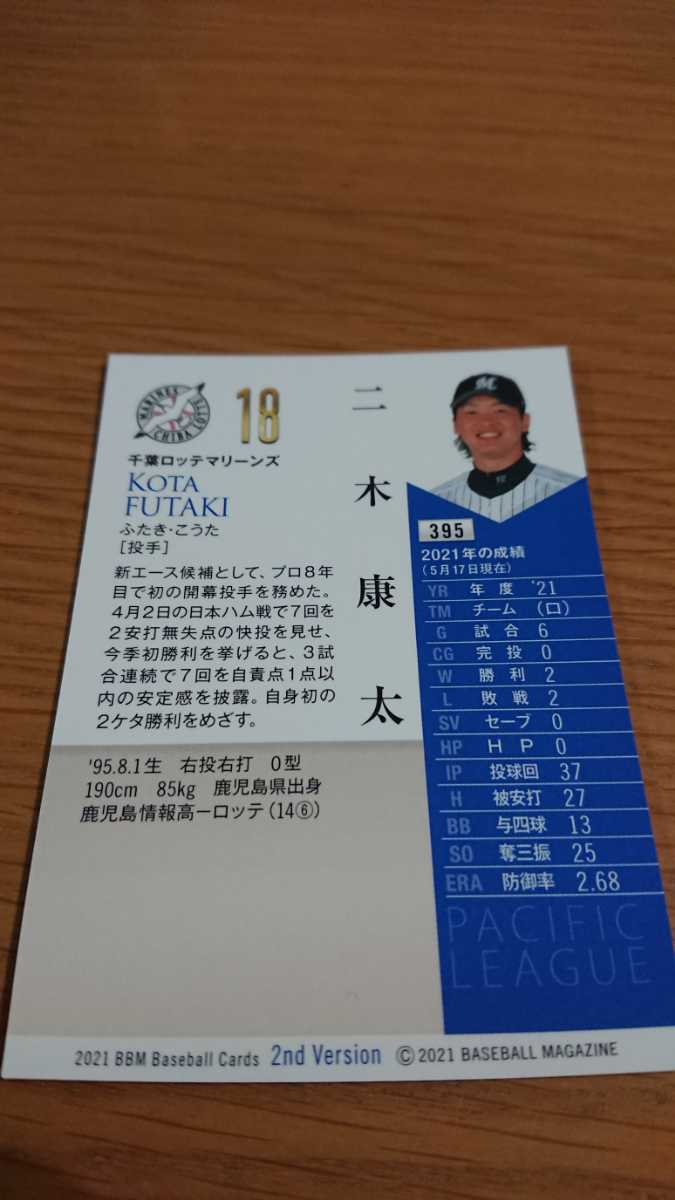 MARINES
CHIBA LOTTE
18
千葉ロッテマリーンズ
KOTA
FUTAKI
ふたき・こうた
[投手]
二木康太
新エース候補として、プロ8年
目で初の開幕投手を務めた。
4月2日の日本ハム戦で7回を
2安打無失点の快投を見せ、
今季初勝利を挙げると、3試
合連続で7回を自責点1点以
内の安定感を披露。自身初の
2ケタ勝利をめざす。
'95.8.1生 右投右打 O型
190cm 85kg 鹿児島県出身
鹿児島情報高ーロッテ(14⑥)
M
395
2021年の成績
(5月17日現在)
YR 年度 '21
TM チーム (ロ)
G 試合 6
CG 完投 0
W 勝利 2
L 敗戦 2
SV セーブ 0
HP HP 0
IP 投球回 37
H 被安打 27
BB 与四球 13
SO 奪三振 25
ERA 防御率 2.68
PACIFIC
LEAGUE
2021 BBM Baseball Cards 2nd Version ©2021 BASEBALL MAGAZINE